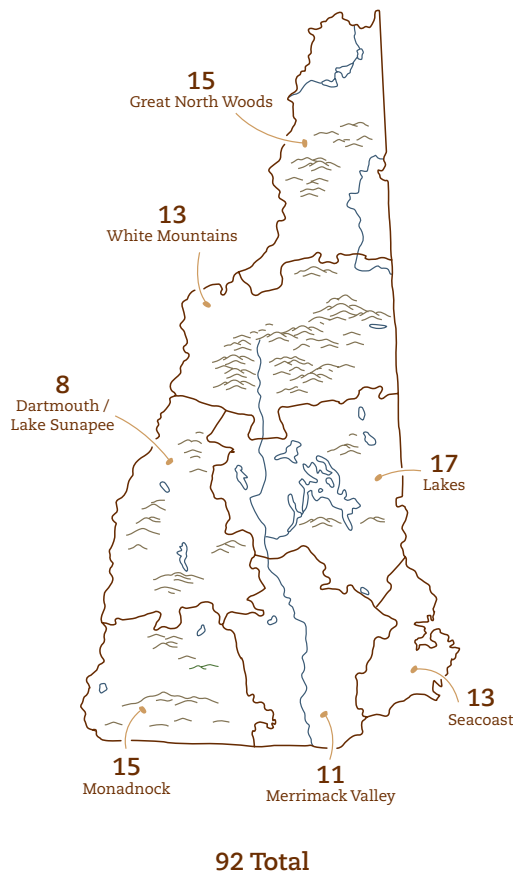 15
Great North Woods
13
White Mountains
8
Dartmouth /
Lake Sunapee
17
Lakes
13
Seacoast
15
Monadnock
11
Merrimack Valley
92 Total